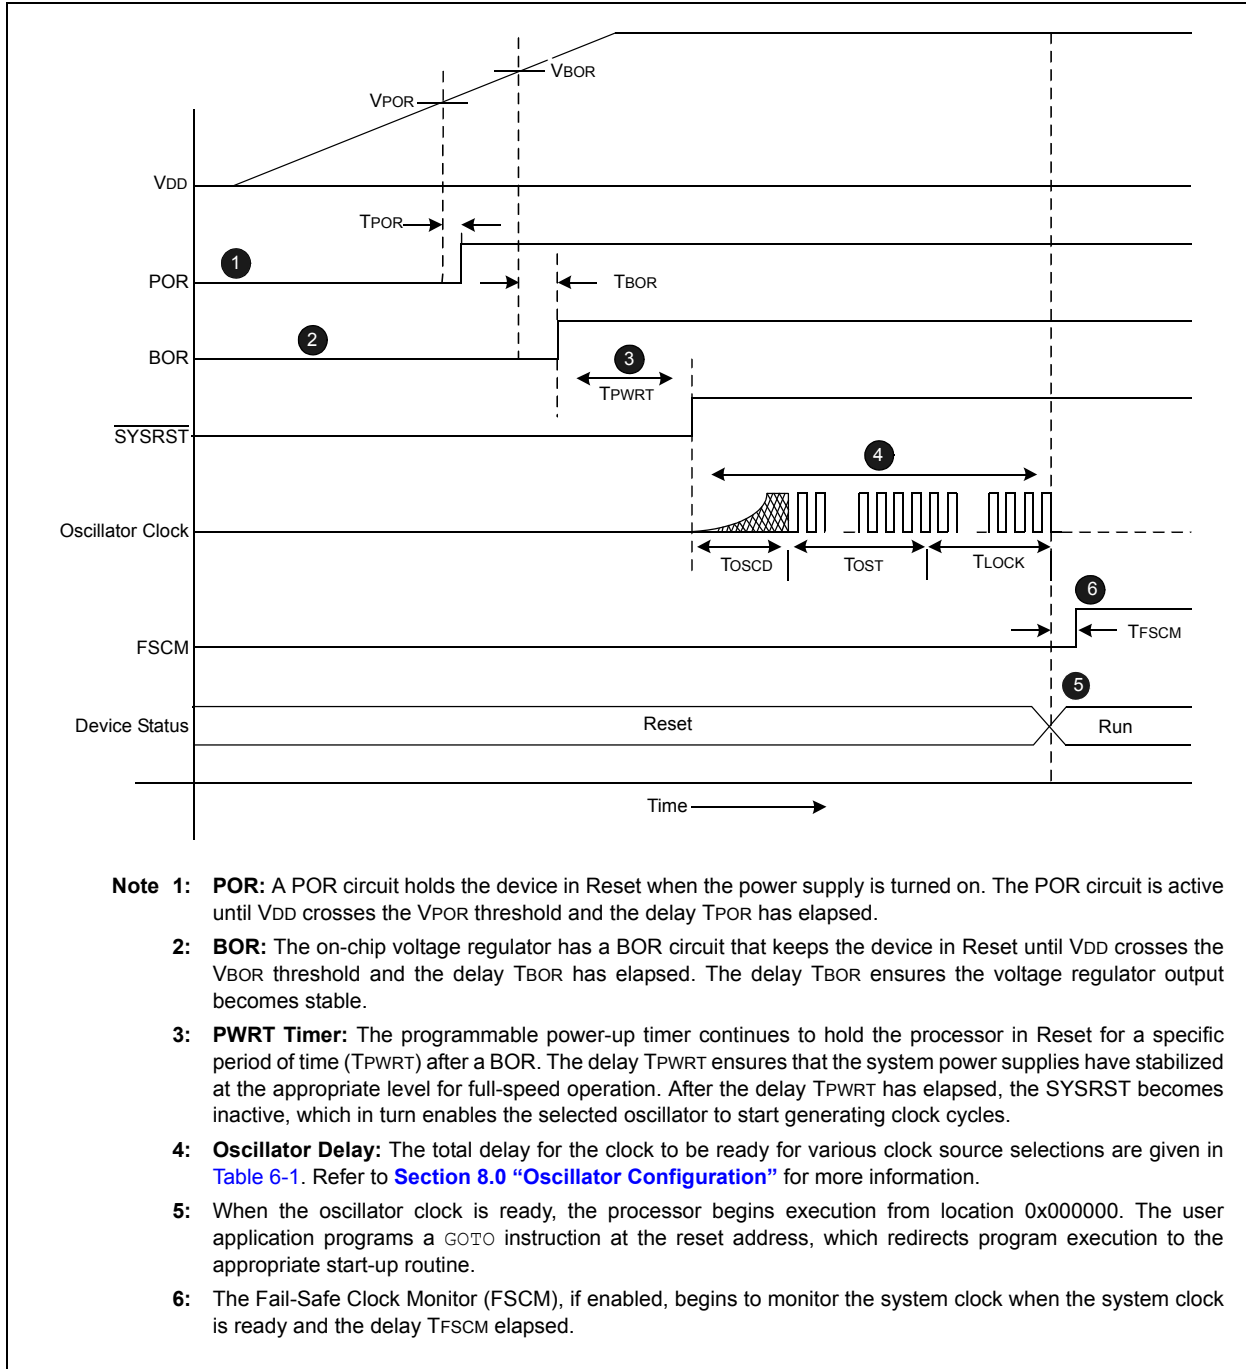 VBOR
VPOR
VDD
TPOR
1
POR
TBOR
2
BOR
3
TPWRT
SYSRST
4
Oscillator Clock
TOSCD
TOST
TLOCK
6
FSCM
TFSCM
5
Device Status
Reset
Run
Time
Note 1: POR: A POR circuit holds the device in Reset when the power supply is turned on. The POR circuit is active
until VDD crosses the VPOR threshold and the delay TPOR has elapsed.
2: BOR: The on-chip voltage regulator has a BOR circuit that keeps the device in Reset until VDD crosses the
VBOR threshold and the delay TBOR has elapsed. The delay TBOR ensures the voltage regulator output
becomes stable.
3: PWRT Timer: The programmable power-up timer continues to hold the processor in Reset for a specific
period of time (TPWRT) after a BOR. The delay TPWRT ensures that the system power supplies have stabilized
at the appropriate level for full-speed operation. After the delay TPWRT has elapsed, the SYSRST becomes
inactive, which in turn enables the selected oscillator to start generating clock cycles.
4: Oscillator Delay: The total delay for the clock to be ready for various clock source selections are given in
Table 6-1. Refer to Section 8.0 “Oscillator Configuration” for more information.
5: When the oscillator clock is ready, the processor begins execution from location 0x000000. The user
application programs a GOTO instruction at the reset address, which redirects program execution to the
appropriate start-up routine.
6: The Fail-Safe Clock Monitor (FSCM), if enabled, begins to monitor the system clock when the system clock
is ready and the delay TFSCM elapsed.